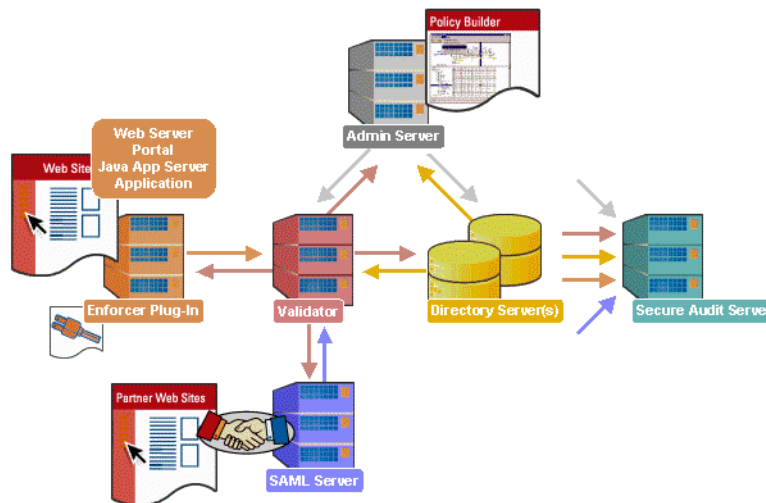 Policy Builder
Admin Server
Web Server
Portal
Java App Server
Application
Web Site
Enforcer Plug-In
Validator
Directory Server(s)
Secure Audit Server
Partner Web Sites
SAML Server